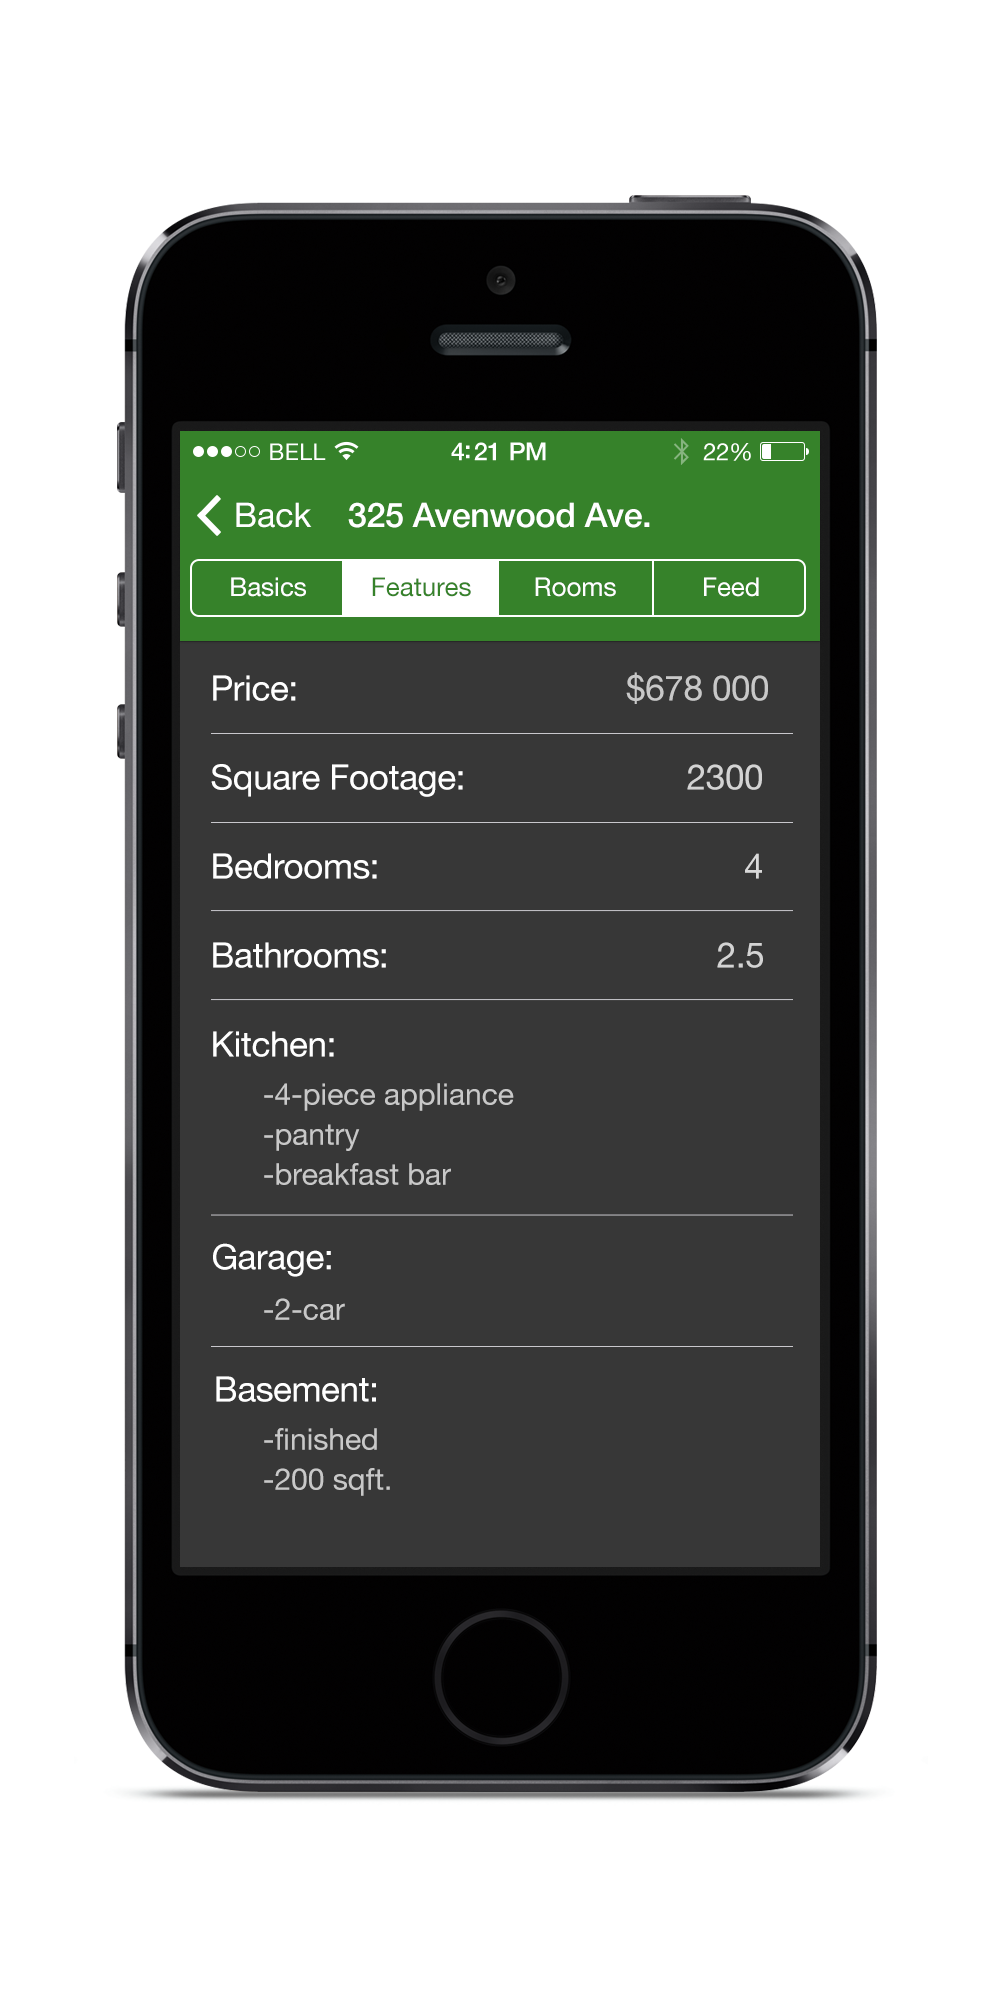 BELL 4:21 PM 22%
Back 325 Avenwood Ave.
Basics Features Rooms Feed
Price: $678 000
Square Footage: 2300
Bedrooms: 4
Bathrooms: 2.5
Kitchen:
-4-piece appliance
-pantry
-breakfast bar
Garage:
-2-car
Basement:
-finished
-200 sqft.